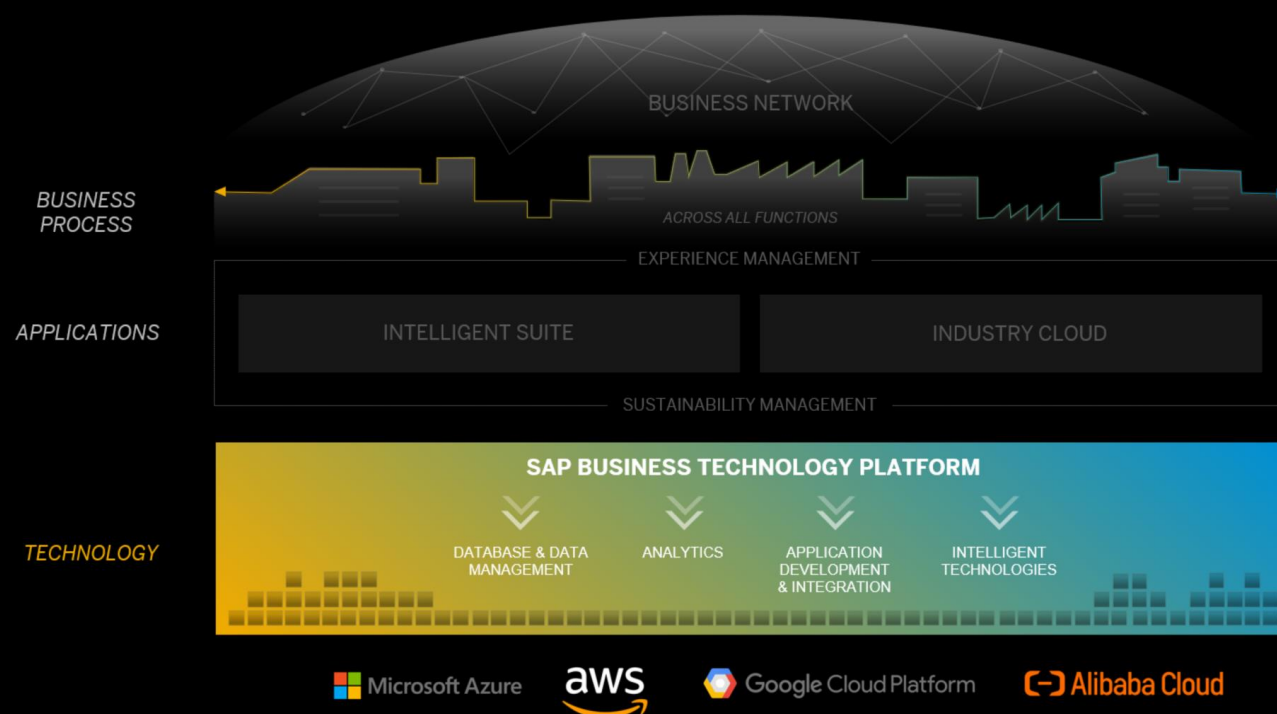 BUSINESS NETWORK
BUSINESS
PROCESS
ACROSS ALL FUNCTIONS
EXPERIENCE MANAGEMENT
APPLICATIONS
INTELLIGENT SUITE
INDUSTRY CLOUD
SUSTAINABILITY MANAGEMENT
SAP BUSINESS TECHNOLOGY PLATFORM
TECHNOLOGY
DATABASE & DATA
MANAGEMENT
ANALYTICS
APPLICATION
DEVELOPMENT
& INTEGRATION
INTELLIGENT
TECHNOLOGIES
Microsoft Azure
aws
Google Cloud Platform
Alibaba Cloud